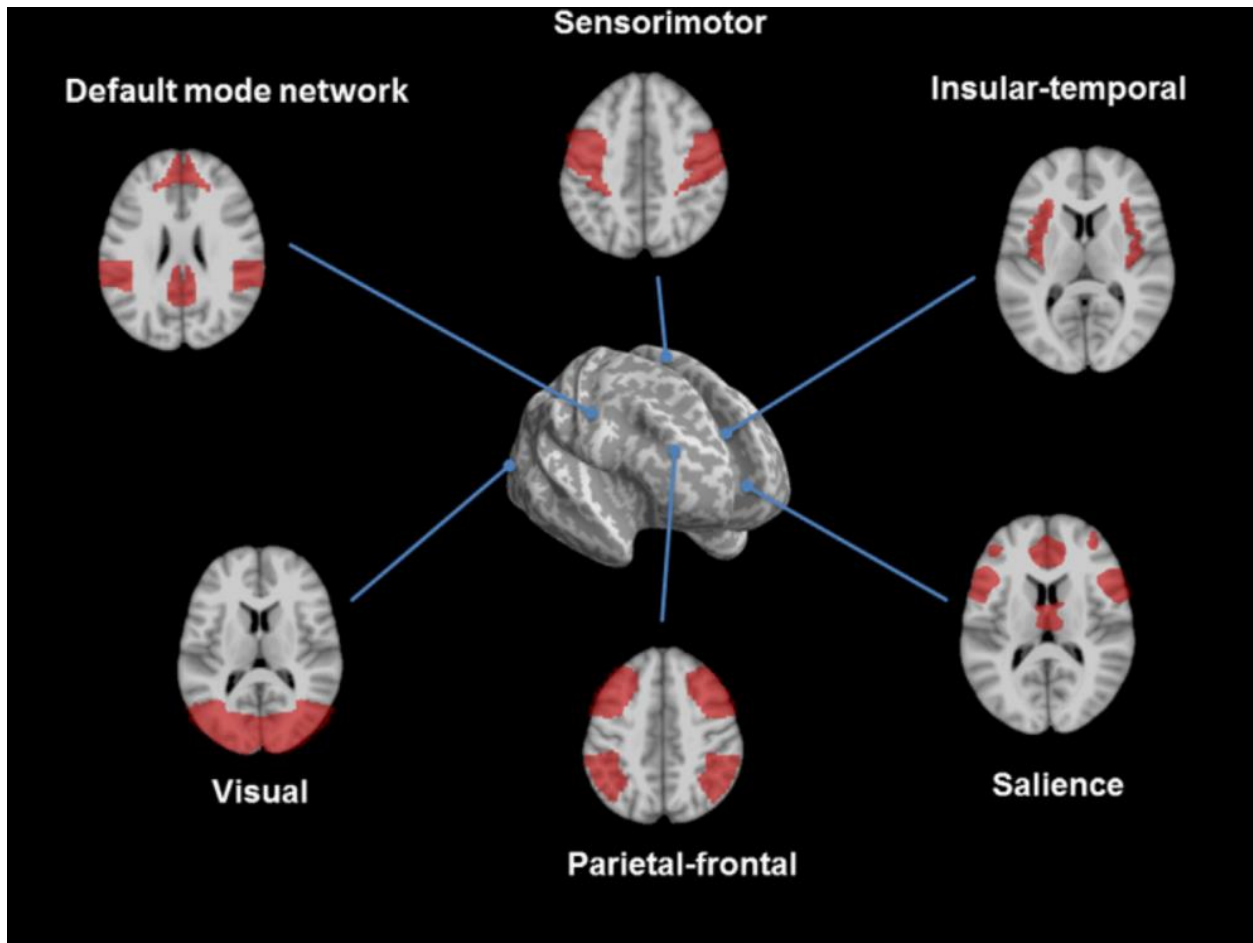 Sensorimotor
Default mode network
Insular-temporal
Visual
Salience
Parietal-frontal